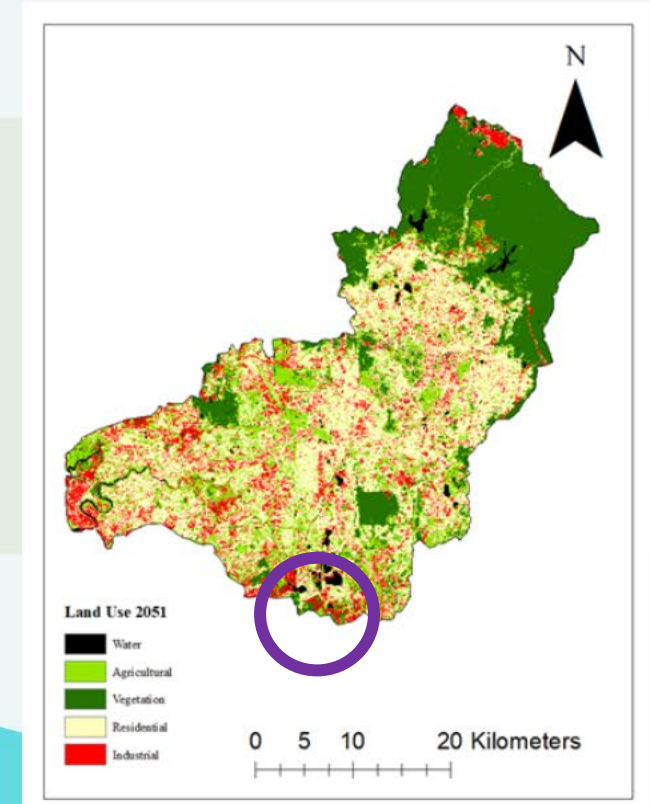 N
Land Use 2051
Water
Agricultural
Vegetation
Residential
Industrial
0 5 10 20 Kilometers